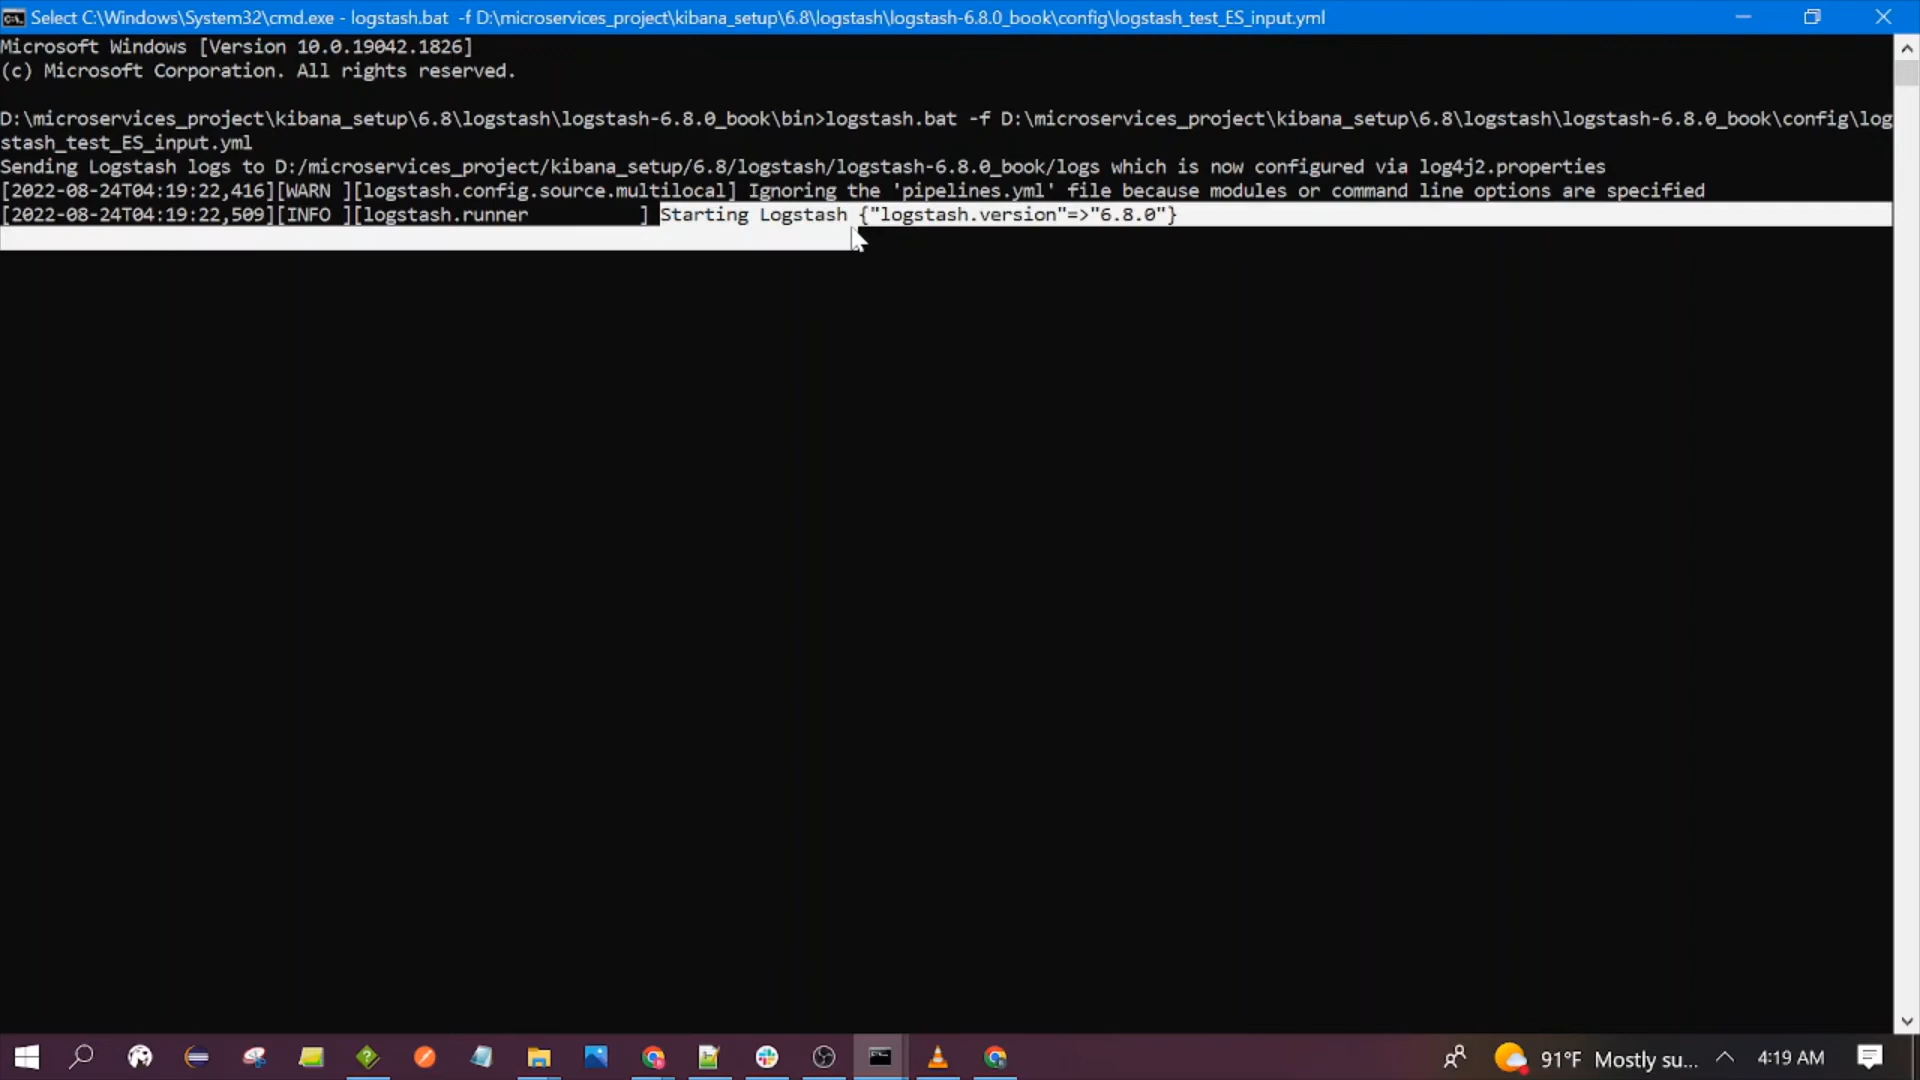 Select C:\Windows\System32\cmd.exe - logstash.bat  -f D:\microservices_project\kibana_setup\6.8\logstash\logstash-6.8.0_book\config\logstash_test_ES_input.yml
Microsoft Windows [Version 10.0.19042.1826]
(c) Microsoft Corporation. All rights reserved.
D:\microservices_project\kibana_setup\6.8\logstash\logstash-6.8.0_book\bin>logstash.bat -f D:\microservices_project\kibana_setup\6.8\logstash\logstash-6.8.0_book\config\log
stash_test_ES_input.yml
Sending Logstash logs to D:/microservices_project/kibana_setup/6.8/logstash/logstash-6.8.0_book/logs which is now configured via log4j2.properties
[2022-08-24T04:19:22,416][WARN ][logstash.config.source.multilocal] Ignoring the 'pipelines.yml' file because modules or command line options are specified
[2022-08-24T04:19:22,509][INFO ][logstash.runner          ] Starting Logstash {"logstash.version"=>"6.8.0"}
91°F Mostly su... 4:19 AM